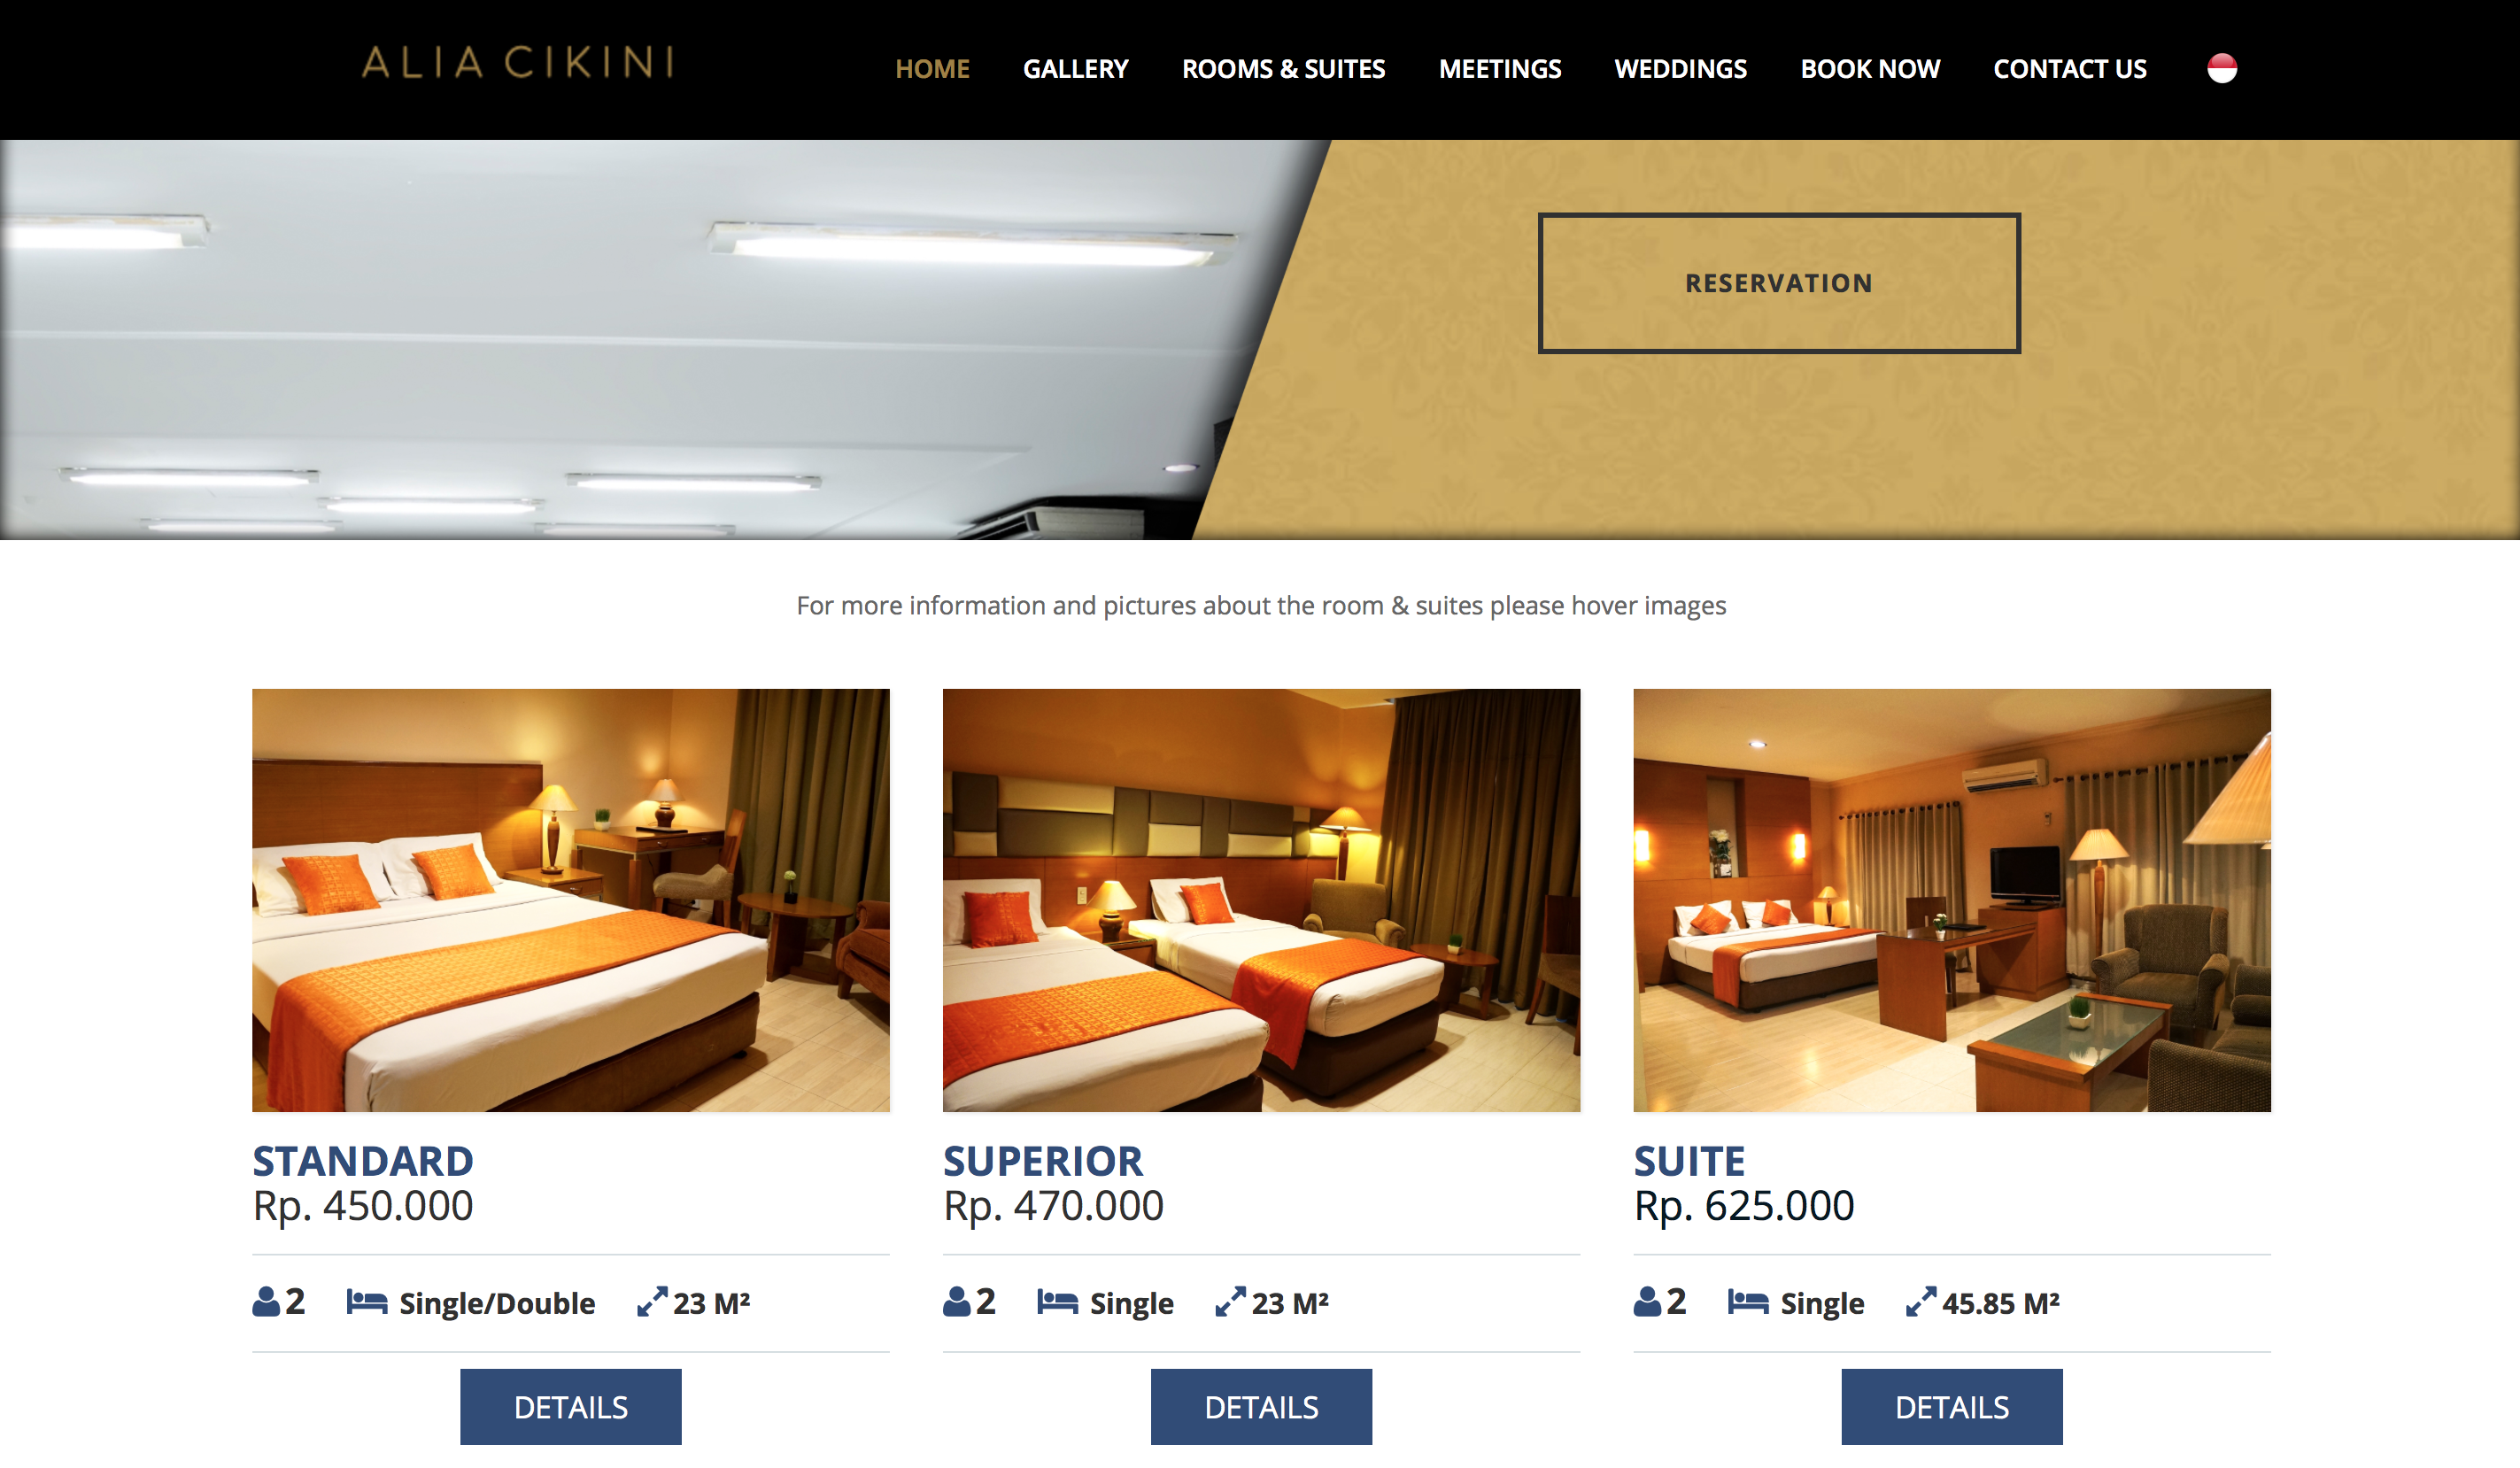 ALIA CIKINI
HOME GALLERY ROOMS & SUITES MEETINGS WEDDINGS BOOK NOW CONTACT US
RESERVATION
For more information and pictures about the room & suites please hover images
STANDARD
Rp. 450.000
2 Single/Double 23 M²
DETAILS
SUPERIOR
Rp. 470.000
2 Single 23 M²
DETAILS
SUITE
Rp. 625.000
2 Single 45.85 M²
DETAILS